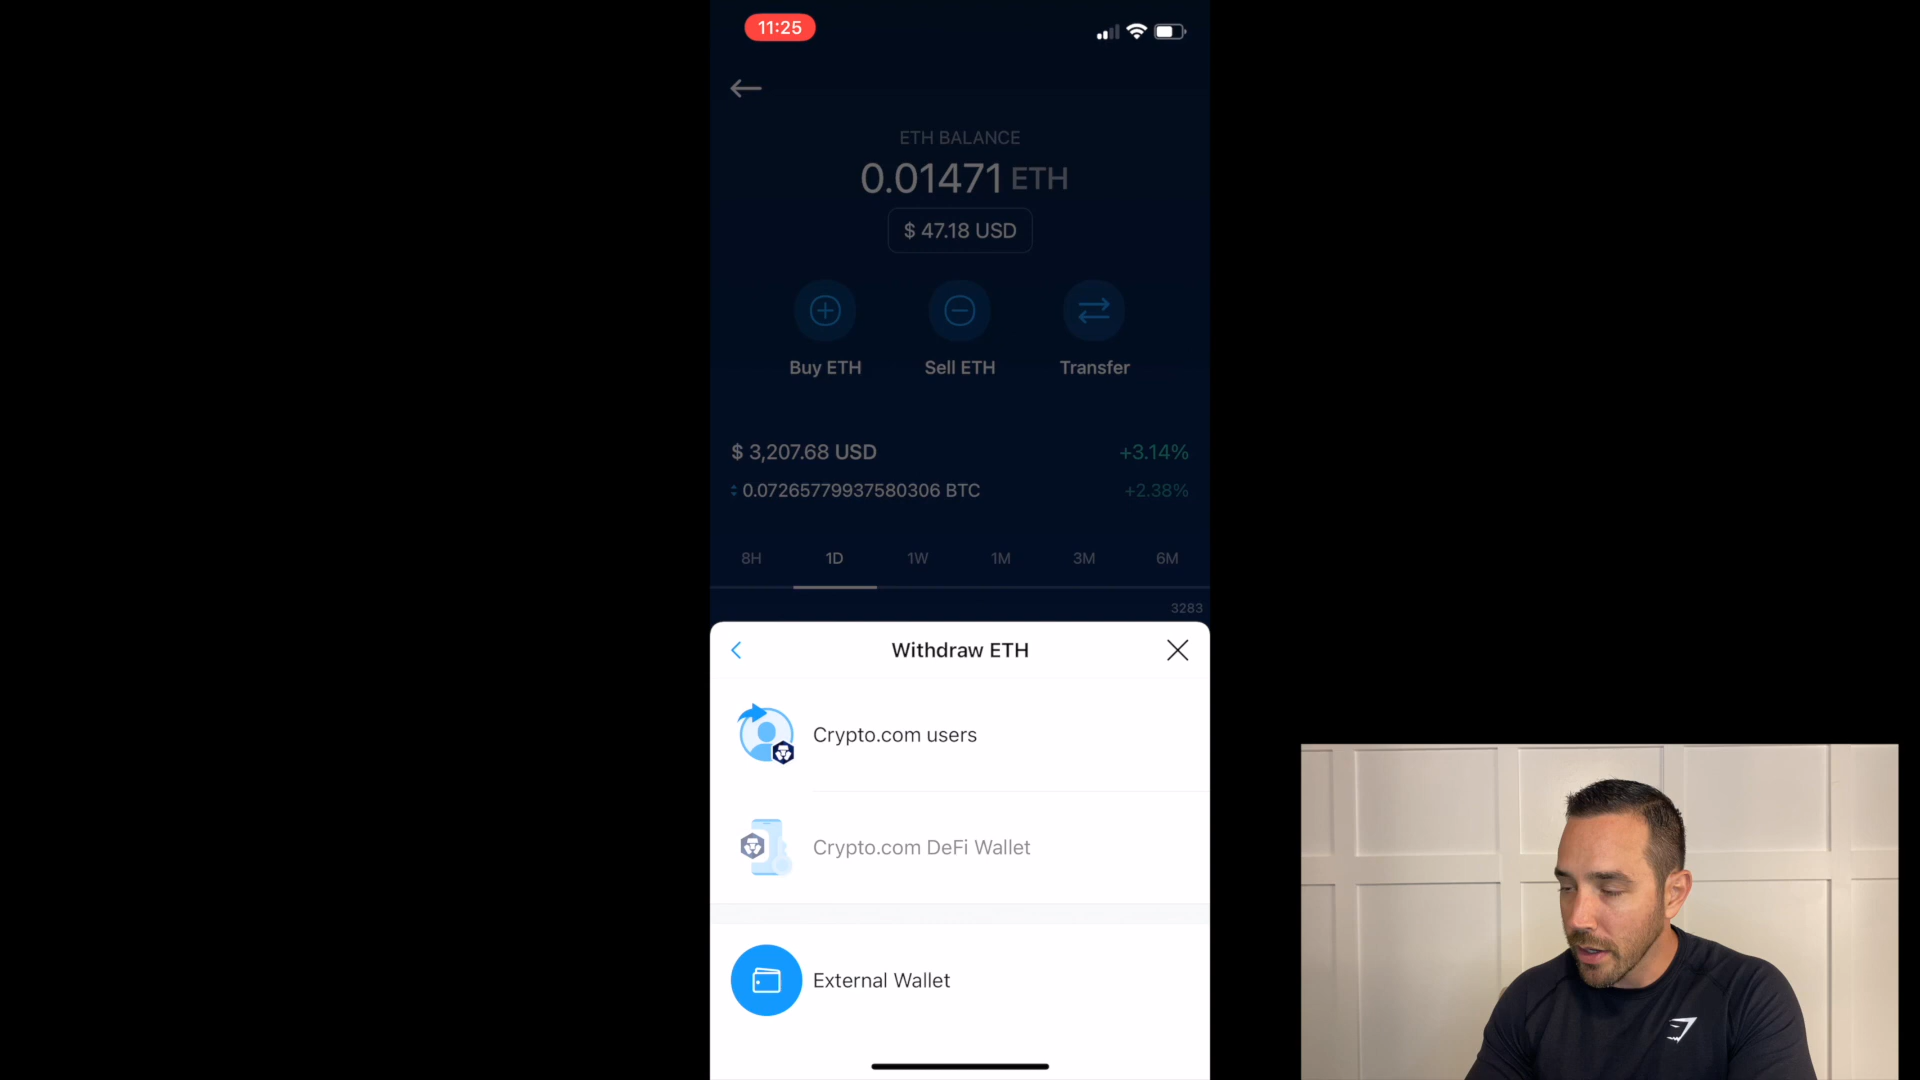 11:25
ETH BALANCE
0.01471 ETH
$ 47.18 USD
Buy ETH
Sell ETH
Transfer
$ 3,207.68 USD
+3.14%
0.07265779937580306 BTC
+2.38%
8H
1D
1W
1M
3M
6M
3283
Withdraw ETH
Crypto.com users
Crypto.com DeFi Wallet
External Wallet